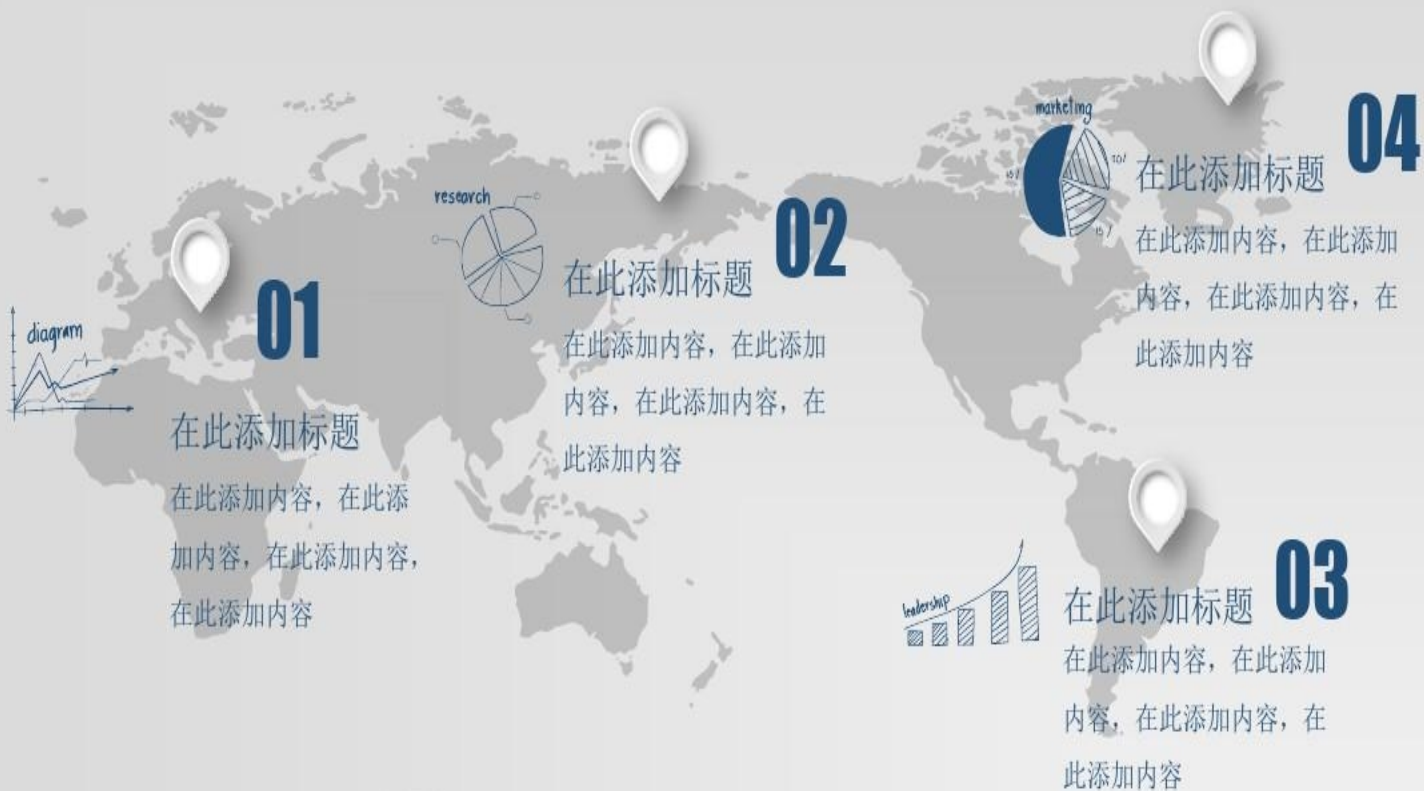 diagram
01
在此添加标题
在此添加内容，在此添
加内容，在此添加内容，
在此添加内容
research
02
在此添加标题
在此添加内容，在此添加
内容，在此添加内容，在
此添加内容
leadership
03
在此添加标题
在此添加内容，在此添加
内容，在此添加内容，在
此添加内容
marketing
04
在此添加标题
在此添加内容，在此添加
内容，在此添加内容，在
此添加内容